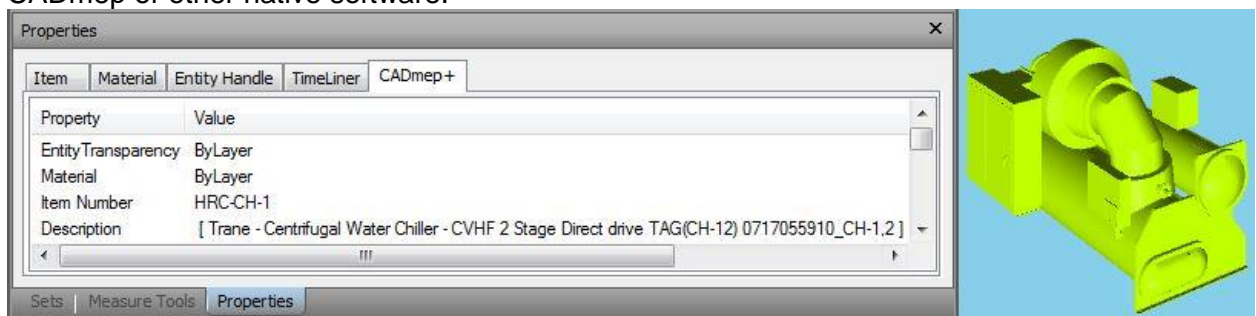 CADmep or other native software.
Properties
Item Material Entity Handle TimeLiner CADmep+
Property Value
EntityTransparency ByLayer
Material ByLayer
Item Number HRC-CH-1
Description [ Trane - Centrifugal Water Chiller - CVHF 2 Stage Direct drive TAG(CH-12) 0717055910_CH-1,2 ]
Sets Measure Tools Properties